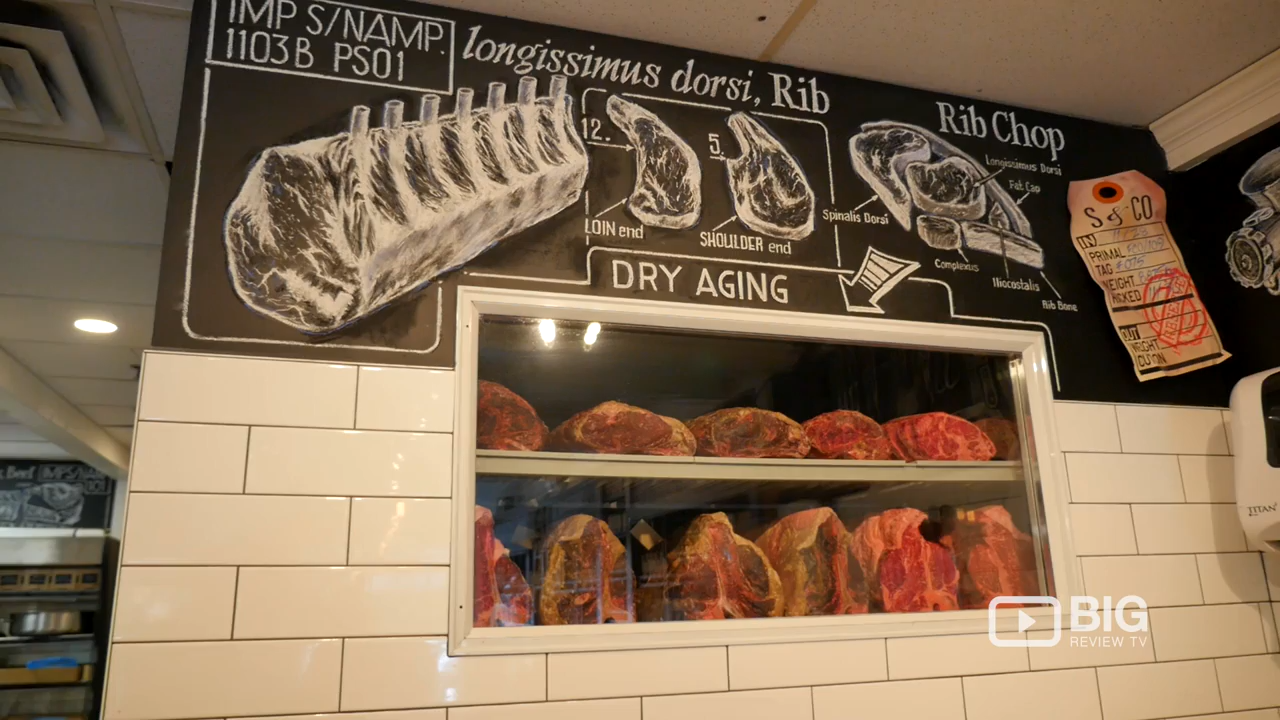 IMP S/NAMP.
1103B PS01
longissimus dorsi, Rib
12.
5.
LOIN end
SHOULDER end
DRY AGING
Rib Chop
Longissimus Dorsi
Fat Cap
Spinalis Dorsi
Complexus
Iliocostalis
Rib Bone
S & CO
IN
PRIMAL
TAG
WEIGHT
OUT
WEIGHT
TITAN
BIG
REVIEW TV